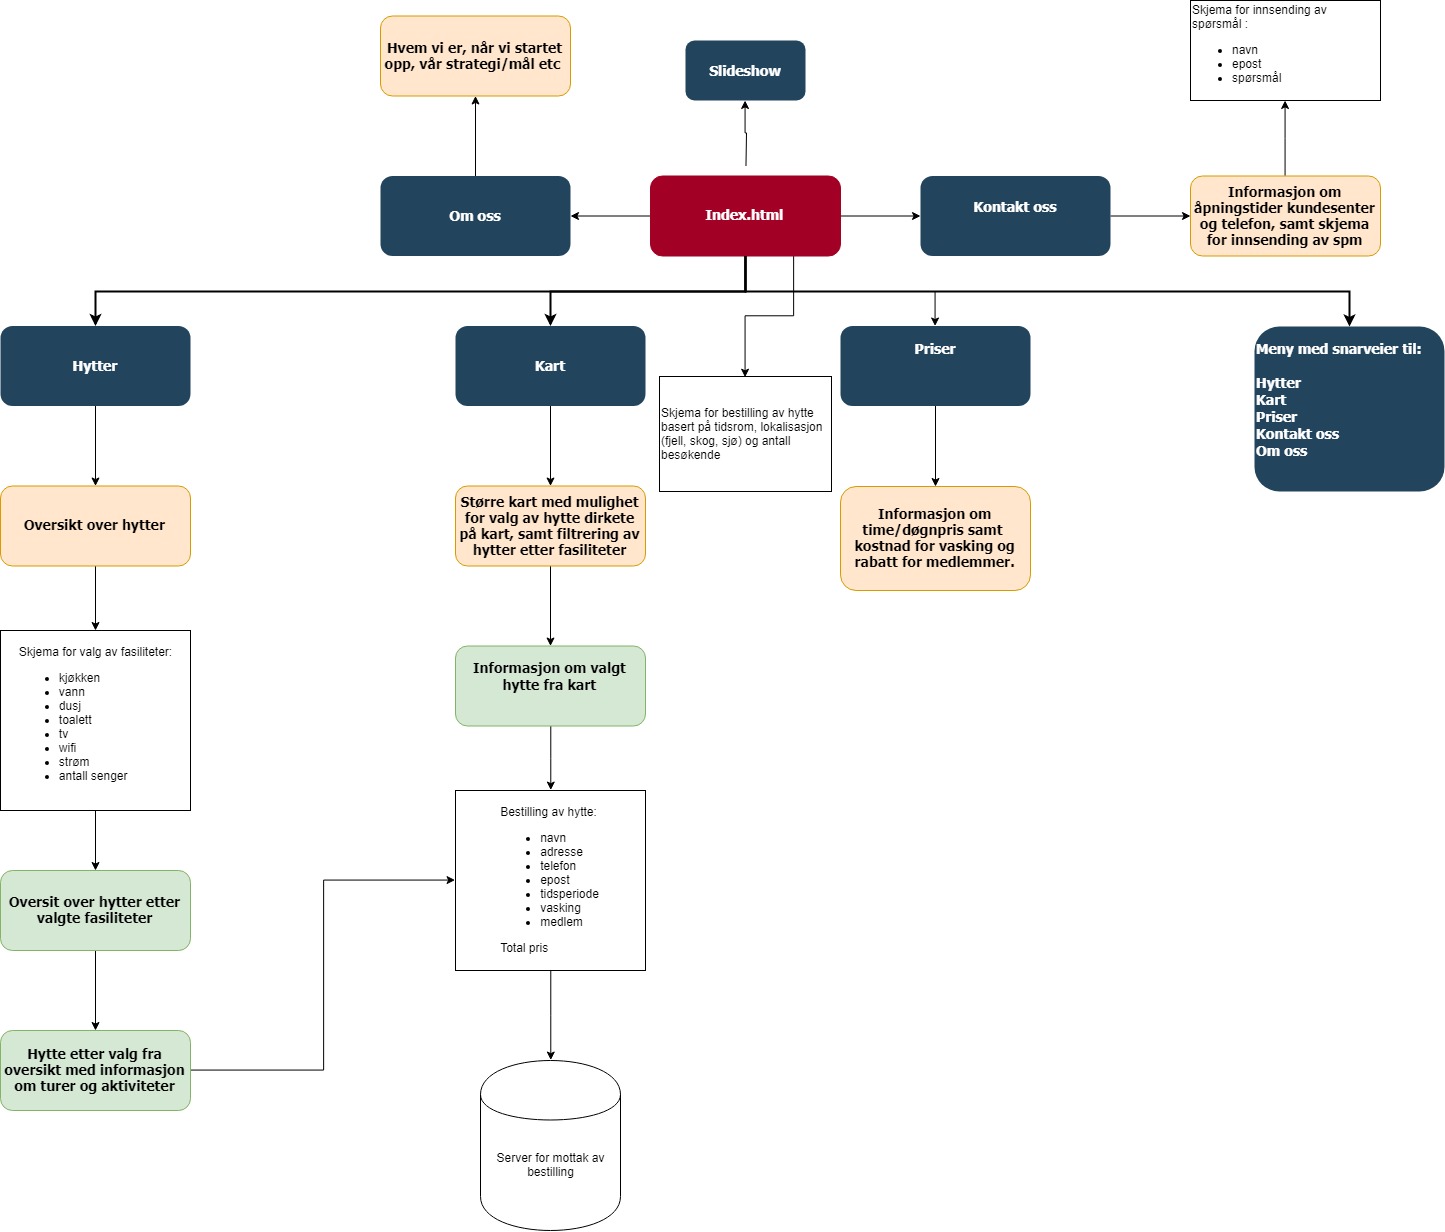 Hvem vi er, når vi startet
opp, vår strategi/mål etc
Slideshow
Skjema for innsending av
spørsmål :
navn
epost
spørsmål
Om oss
Index.html
Kontakt oss
Informasjon om
åpningstider kundesenter
og telefon, samt skjema
for innsending av spm
Hytter
Kart
Priser
Meny med snarveier til:
Hytter
Kart
Priser
Kontakt oss
Om oss
Skjema for bestilling av hytte
basert på tidsrom, lokalisasjon
(fjell, skog, sjø) og antall
besøkende
Oversikt over hytter
Større kart med mulighet
for valg av hytte dirkete
på kart, samt filtrering av
hytter etter fasiliteter
Informasjon om
time/døgnpris samt
kostnad for vasking og
rabatt for medlemmer.
Skjema for valg av fasiliteter:
kjøkken
vann
dusj
toalett
tv
wifi
strøm
antall senger
Informasjon om valgt
hytte fra kart
Bestilling av hytte:
navn
adresse
telefon
epost
tidsperiode
vasking
medlem
Total pris
Oversit over hytter etter
valgte fasiliteter
Hytte etter valg fra
oversikt med informasjon
om turer og aktiviteter
Server for mottak av
bestilling